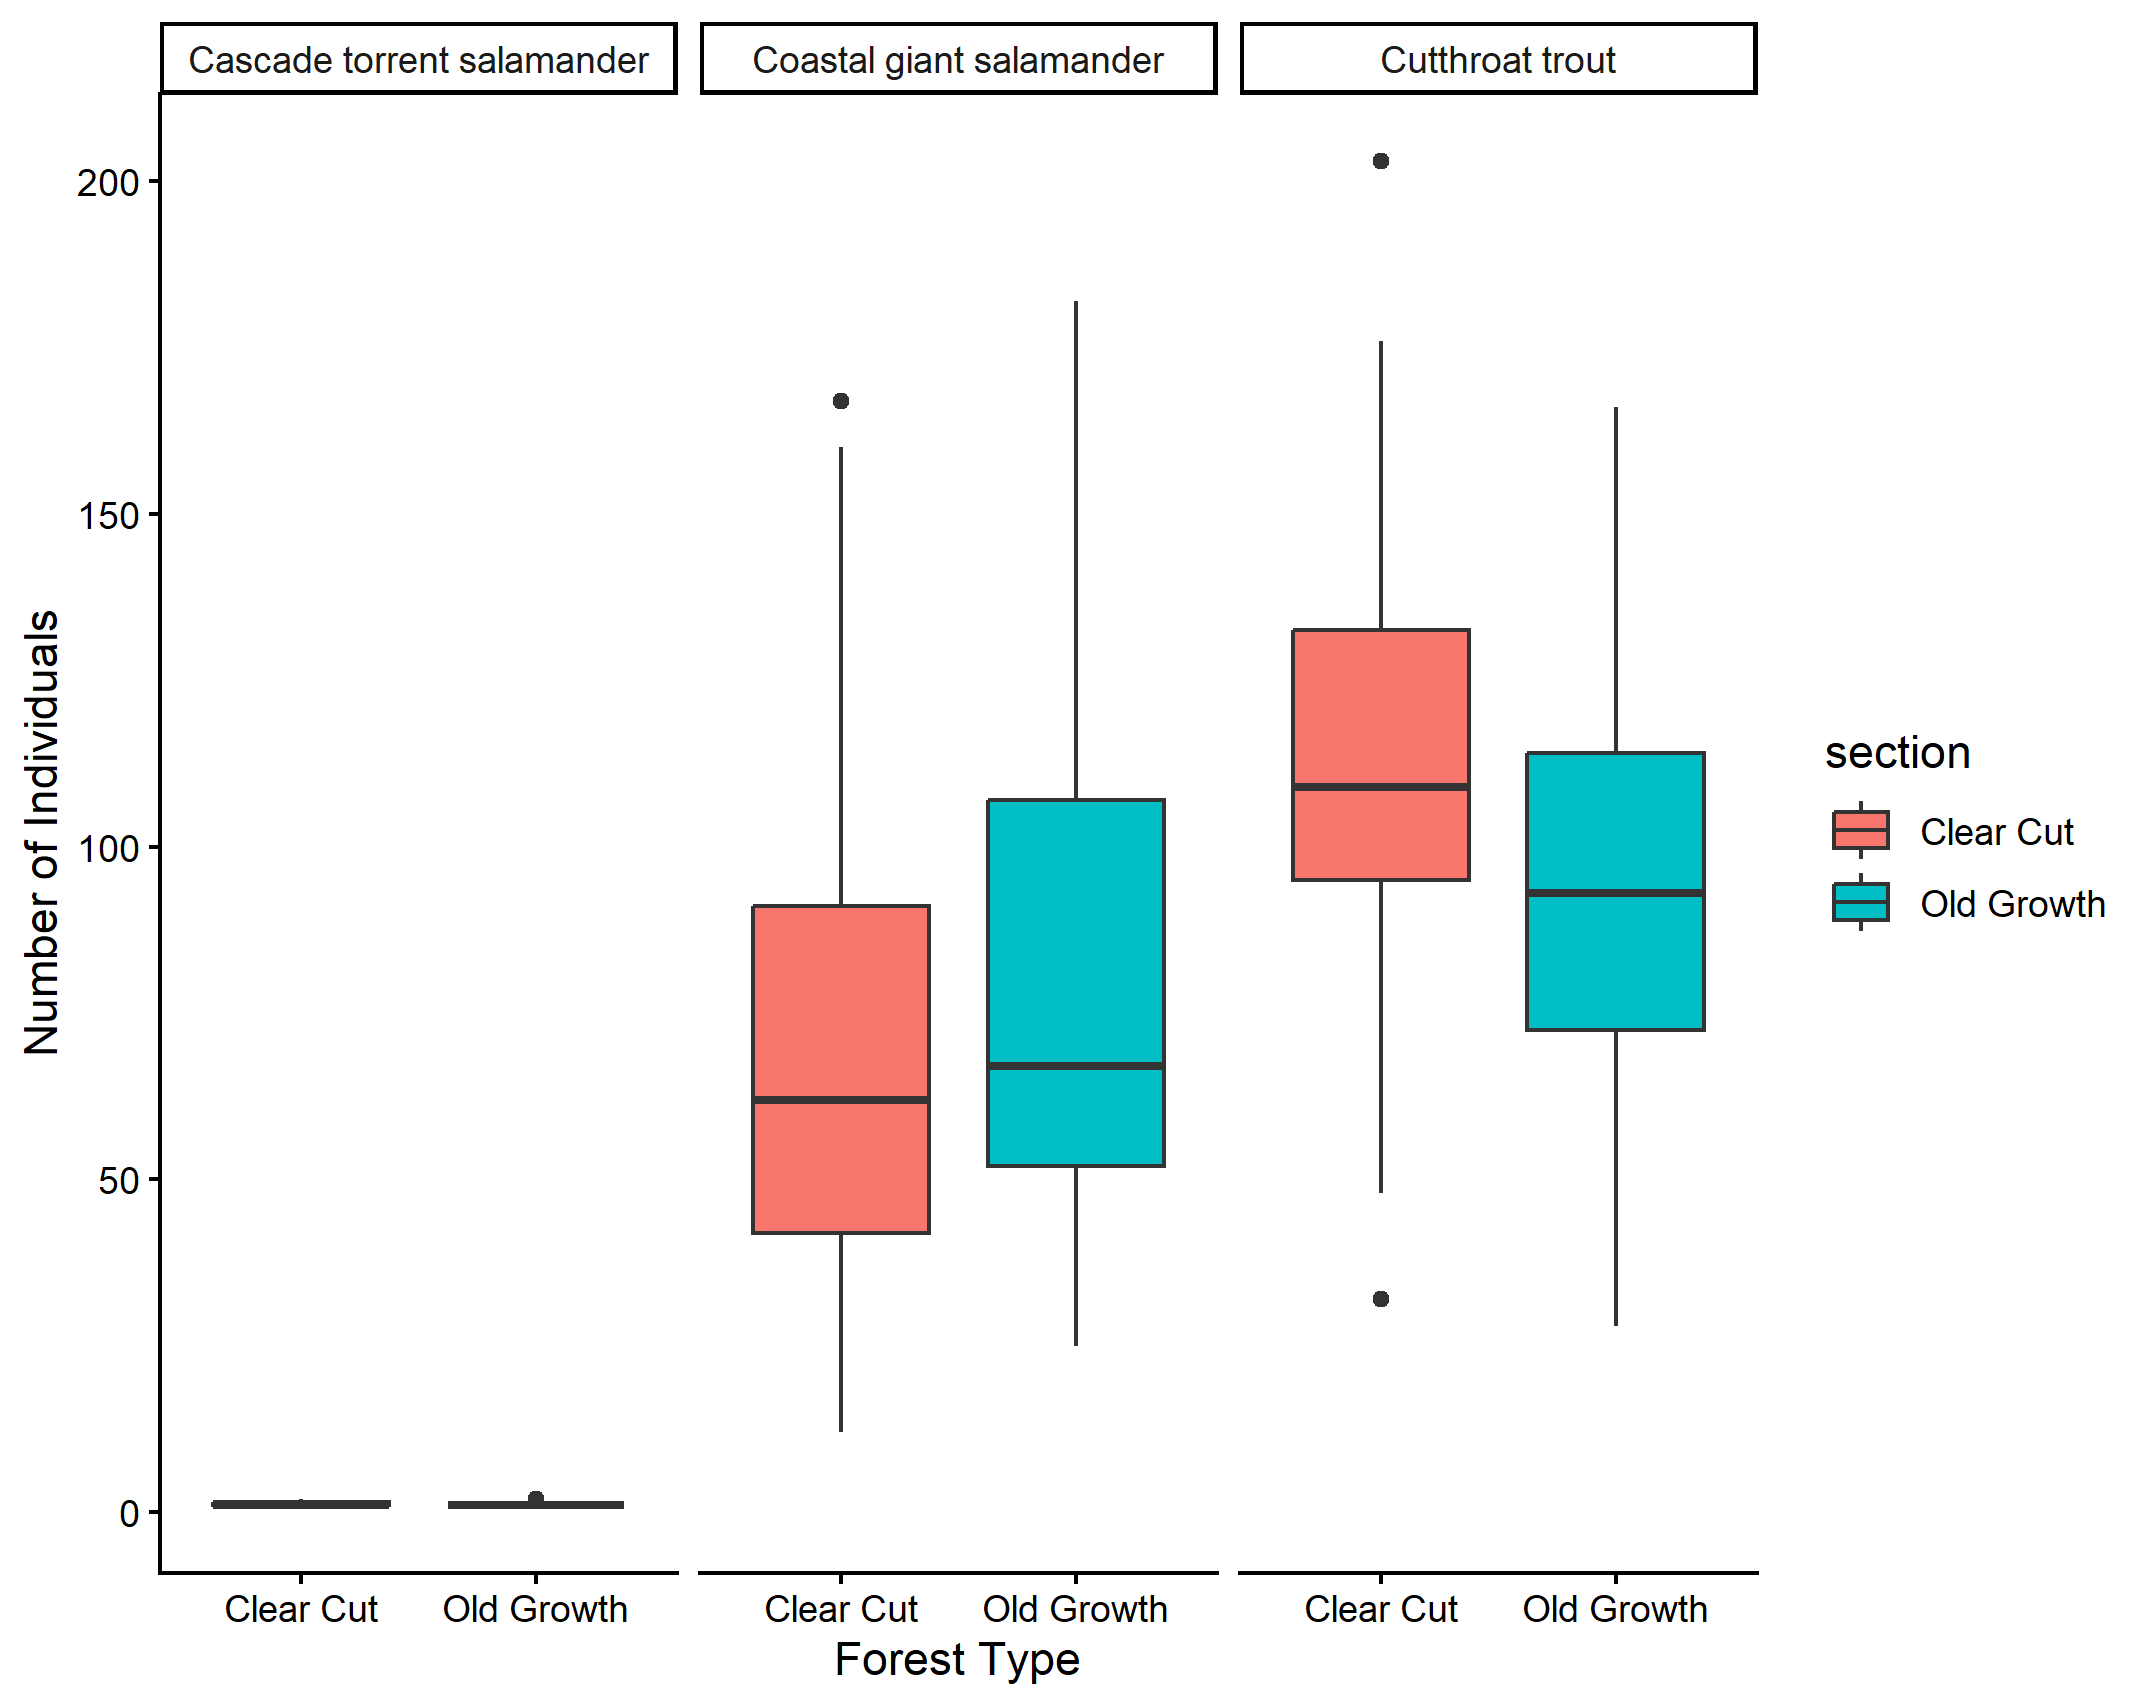 Cascade torrent salamander
Coastal giant salamander
Cutthroat trout
200
150
100
50
0
Number of Individuals
Clear Cut
Old Growth
Clear Cut
Old Growth
Clear Cut
Old Growth
Forest Type
section
Clear Cut
Old Growth